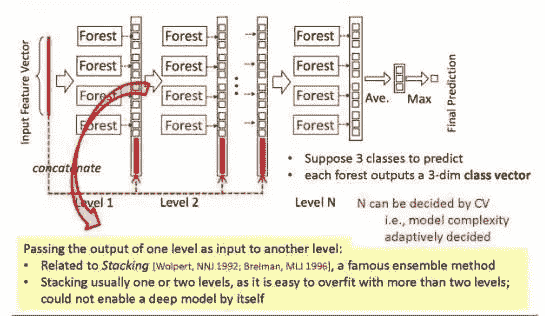 Input Feature Vector
Forest Forest Forest
Forest Forest Forest
Forest Forest Forest
Forest Forest Forest
Ave. Max
Final Prediction
concatenate
Level 1 Level 2 Level N
• Suppose 3 classes to predict
• each forest outputs a 3-dim class vector
N can be decided by CV
i.e., model complexity
adaptively decided
Passing the output of one level as input to another level:
• Related to Stacking [Wolpert, NNJ 1992; Breiman, MLJ 1996], a famous ensemble method
• Stacking usually one or two levels, as it is easy to overfit with more than two levels;
could not enable a deep model by itself